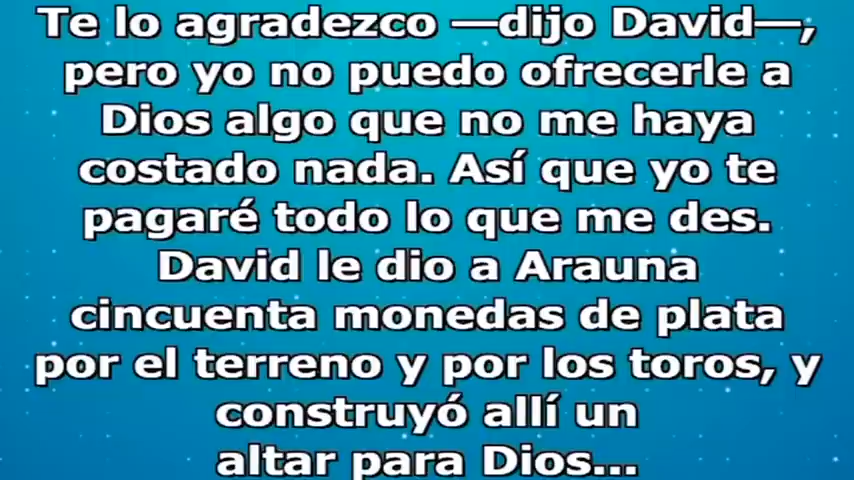 Te lo agradezco —dijo David—,
pero yo no puedo ofrecerle a
Dios algo que no me haya
costado nada. Así que yo te
pagaré todo lo que me des.
David le dio a Arauna
cincuenta monedas de plata
por el terreno y por los toros, y
construyó allí un
altar para Dios...